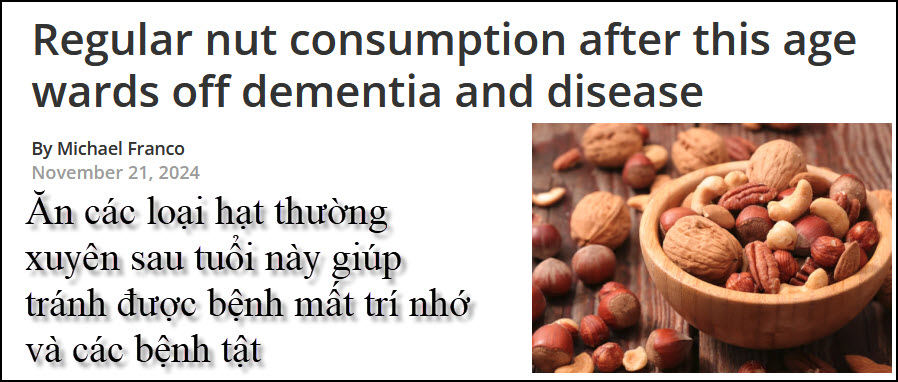 Regular nut consumption after this age
wards off dementia and disease
By Michael Franco
November 21, 2024
Ăn các loại hạt thường
xuyên sau tuổi này giúp
tránh được bệnh mất trí nhớ
và các bệnh tật